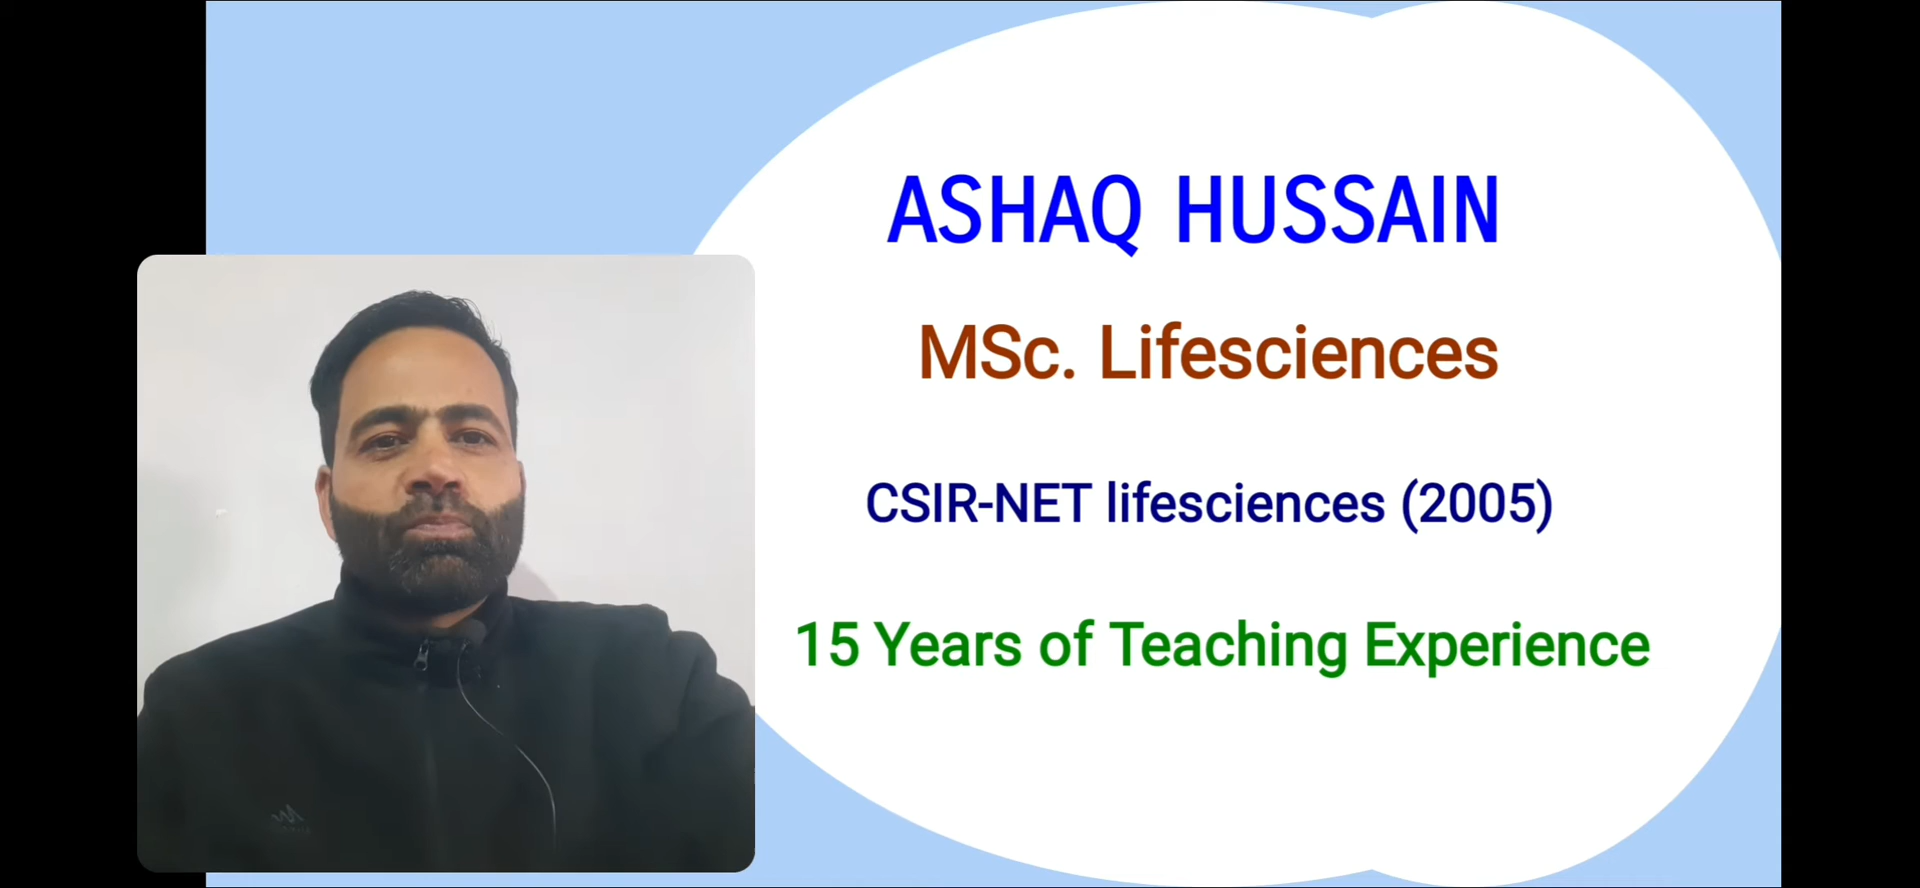 ASHAQ HUSSAIN
MSc. Lifesciences
CSIR-NET lifesciences (2005)
15 Years of Teaching Experience